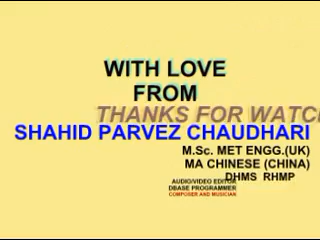 WITH LOVE
FROM
THANKS FOR WATCH
SHAHID PARVEZ CHAUDHARI
M.Sc. MET ENGG.(UK)
MA CHINESE (CHINA)
DHMS RHMP
AUDIO/VIDEO EDITOR
DBASE PROGRAMMER
COMPOSER AND MUSICIAN